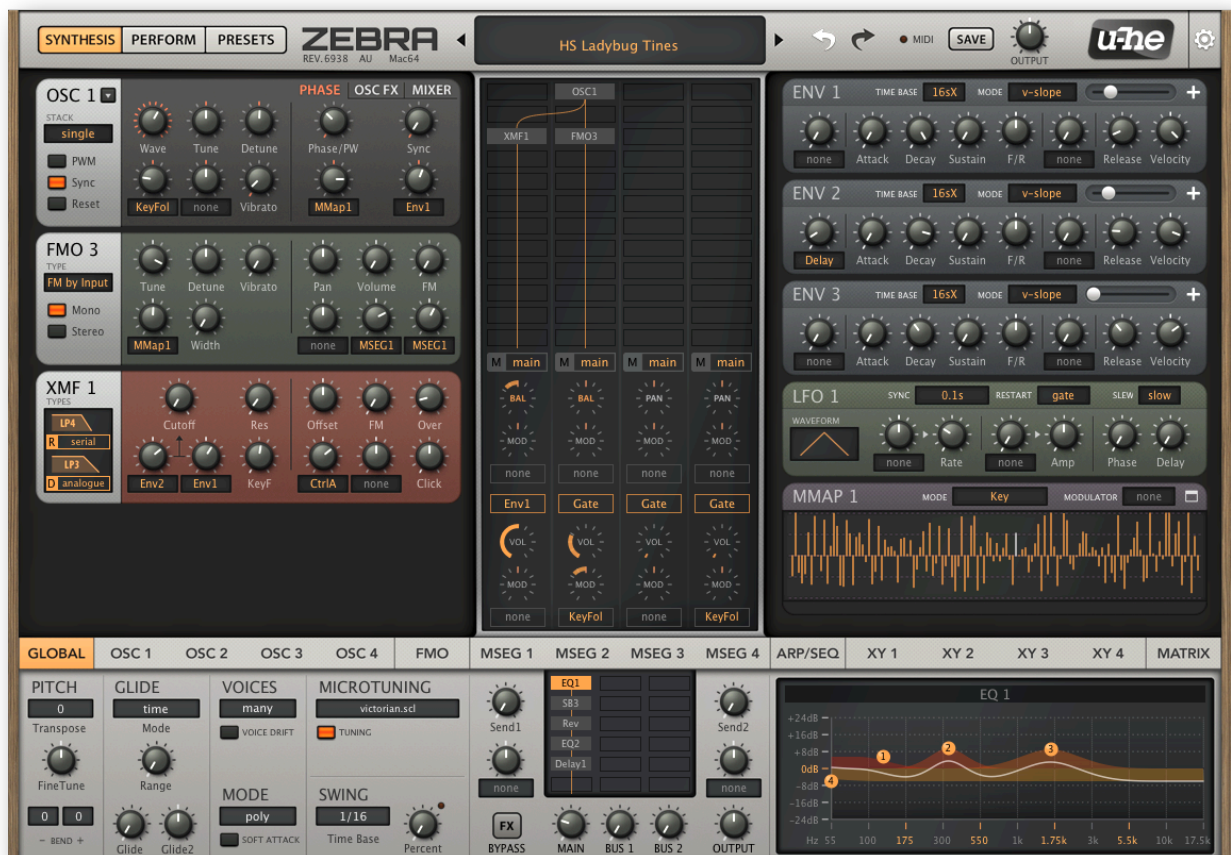 SYNTHESIS PERFORM PRESETS
ZEBRA
REV.6938 AU Mac64
HS Ladybug Tines
MIDI SAVE
OUTPUT
u-he
OSC 1
STACK
single
PWM
Sync
Reset
PHASE OSC FX MIXER
Wave Tune Detune Phase/PW Sync
KeyFol none Vibrato MMap1 Env1
FMO 3
TYPE
FM by Input
Mono
Stereo
Tune Detune Vibrato Pan Volume FM
MMap1 Width none MSEG1 MSEG1
XMF 1
TYPES
LP4
R serial
LP3
D analogue
Cutoff Res Offset FM Over
Env2 Env1 KeyF CtrlA none Click
OSC1
XMF1 FMO3
M main M main M main M main
BAL BAL PAN PAN
MOD MOD MOD MOD
none none none none
Env1 Gate Gate Gate
VOL VOL VOL VOL
MOD MOD MOD MOD
none KeyFol none KeyFol
ENV 1 TIME BASE 16sX MODE v-slope
none Attack Decay Sustain F/R none Release Velocity
ENV 2 TIME BASE 16sX MODE v-slope
Delay Attack Decay Sustain F/R none Release Velocity
ENV 3 TIME BASE 16sX MODE v-slope
none Attack Decay Sustain F/R none Release Velocity
LFO 1 SYNC 0.1s RESTART gate SLEW slow
WAVEFORM
none Rate none Amp Phase Delay
MMAP 1 MODE Key MODULATOR none
GLOBAL OSC 1 OSC 2 OSC 3 OSC 4 FMO MSEG 1 MSEG 2 MSEG 3 MSEG 4 ARP/SEQ XY 1 XY 2 XY 3 XY 4 MATRIX
PITCH
0
Transpose
FineTune
0 0
- BEND +
GLIDE
time
Mode
Range
Glide Glide2
VOICES
many
VOICE DRIFT
MODE
poly
SOFT ATTACK
MICROTUNING
victorian.scl
TUNING
SWING
1/16
Time Base Percent
Send1
none
FX
BYPASS
EQ1
SB3
Rev
EQ2
Delay1
MAIN BUS 1 BUS 2
Send2
none
OUTPUT
EQ 1
+24dB
+16dB
+8dB
0dB
-8dB
-16dB
-24dB
1
2
3
4
Hz 55 100 175 300 550 1k 1.75k 3k 5.5k 10k 17.5k